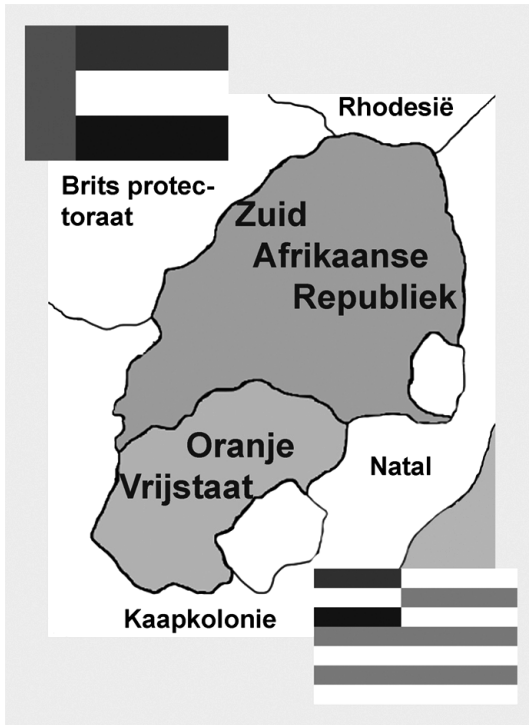 Rhodesië
Brits protec-
toraat
Zuid
Afrikaanse
Republiek
Oranje
Vrijstaat
Natal
Kaapkolonie